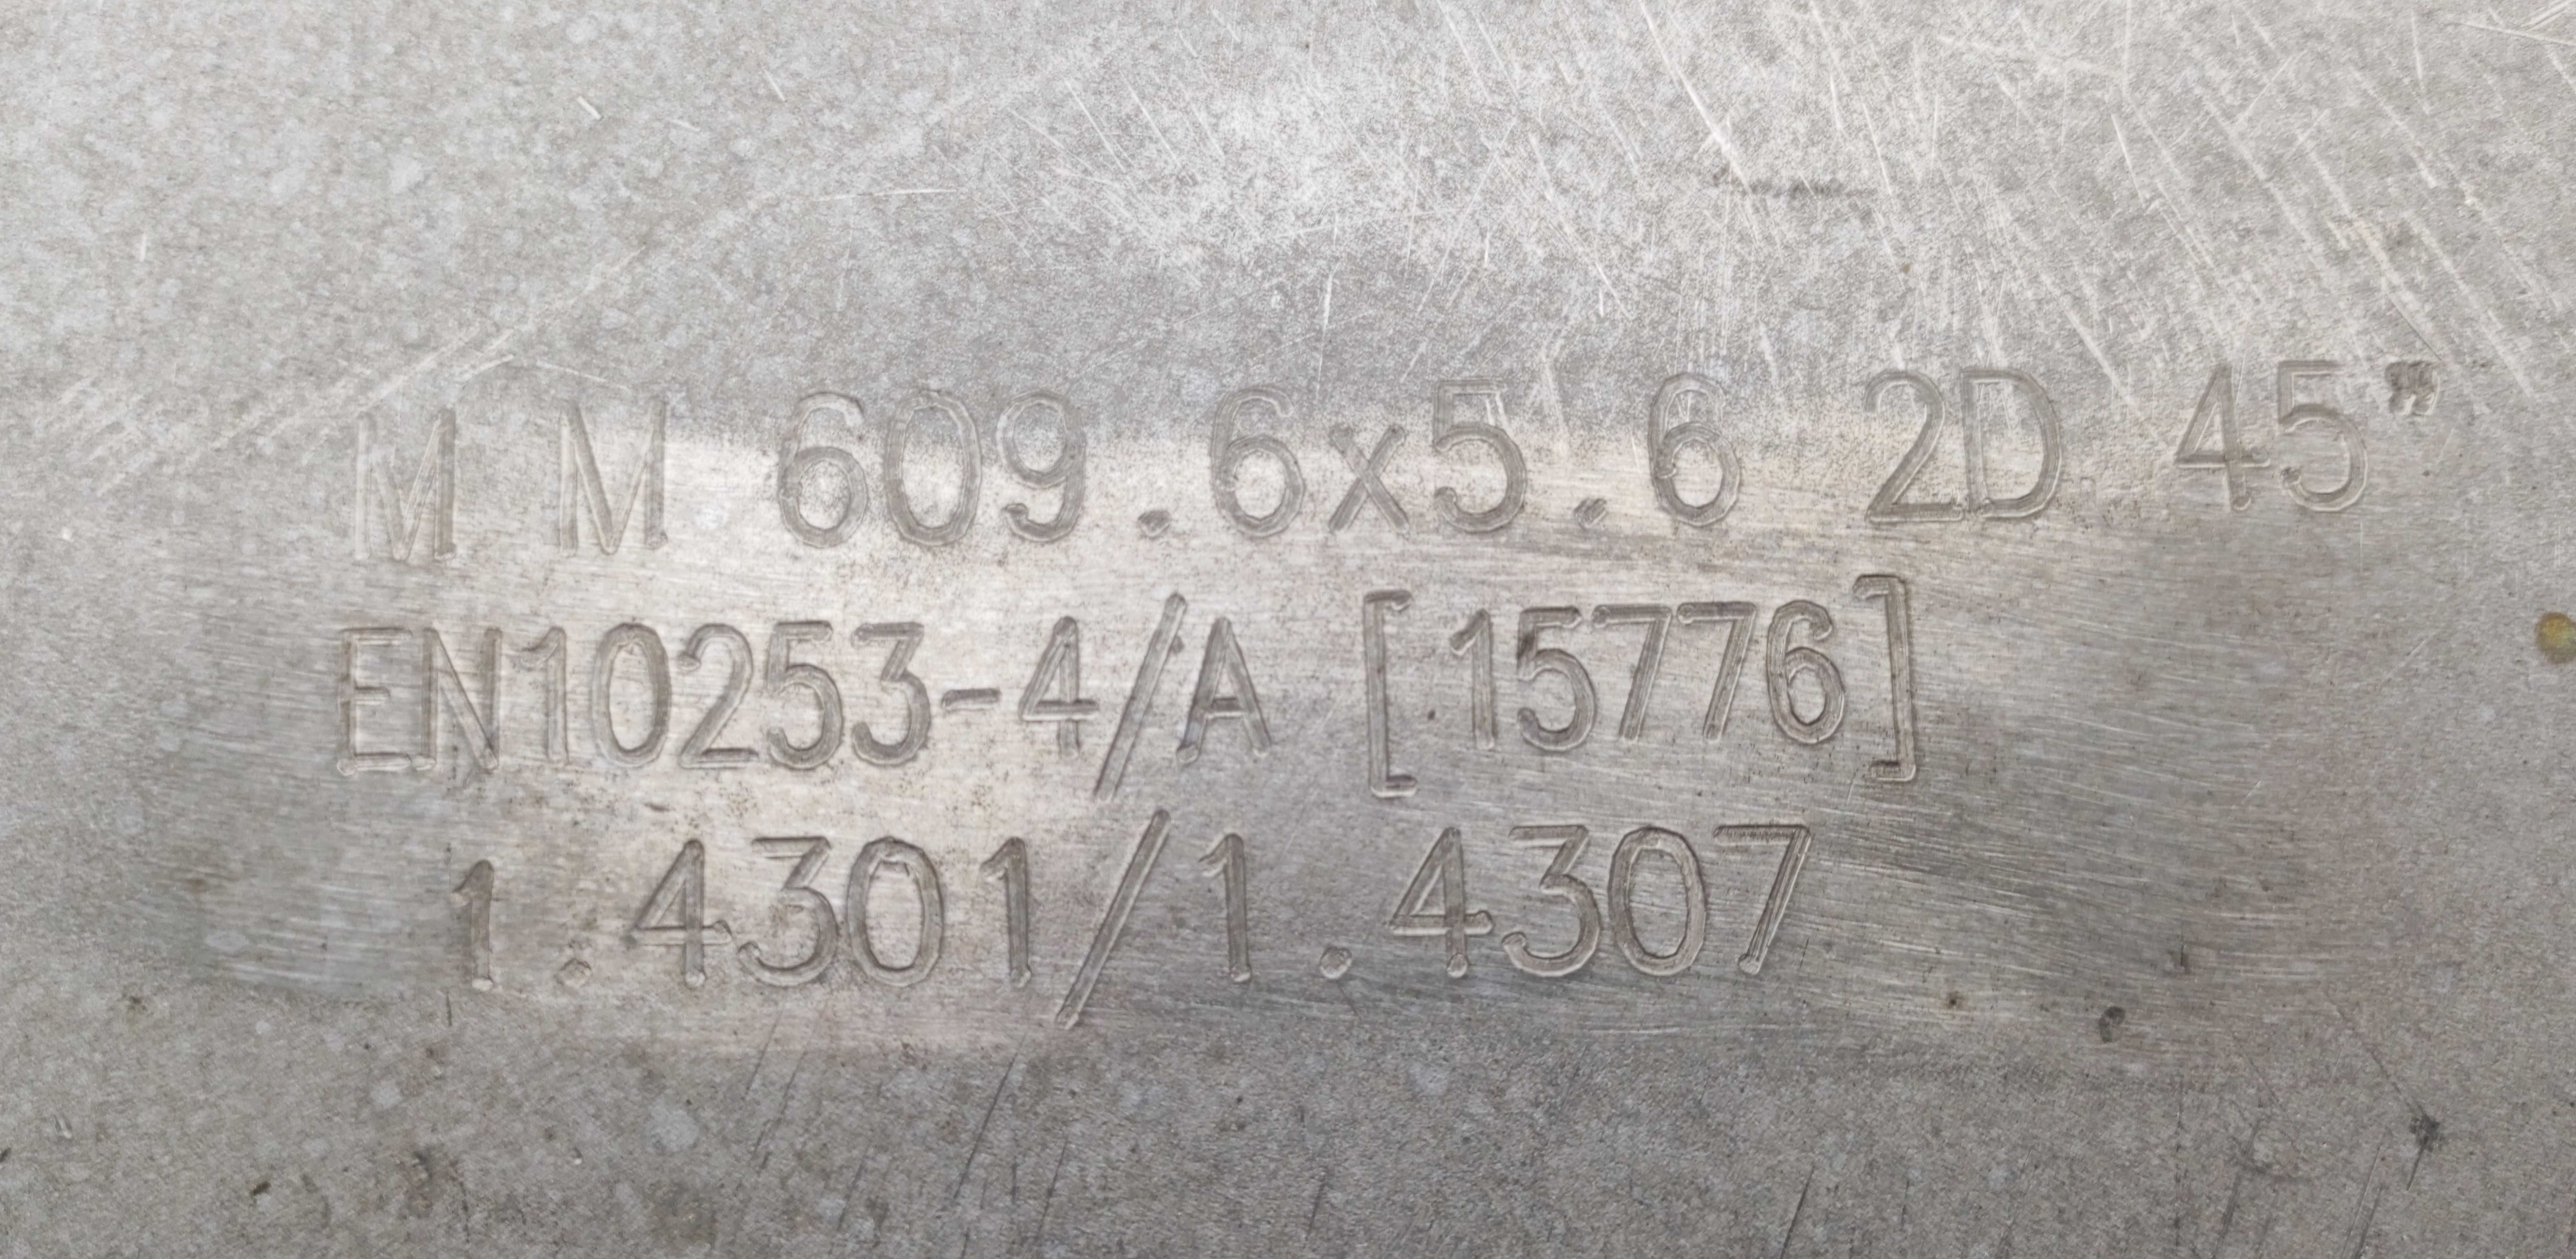 M M 609.6x5.6 2D 45"
EN10253-4/A [15776]
1.4301/1.4307